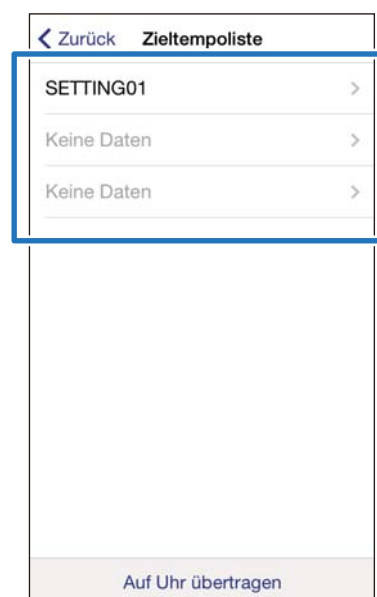 Zurück Zieltempoliste
SETTING01
Keine Daten
Keine Daten
Auf Uhr übertragen